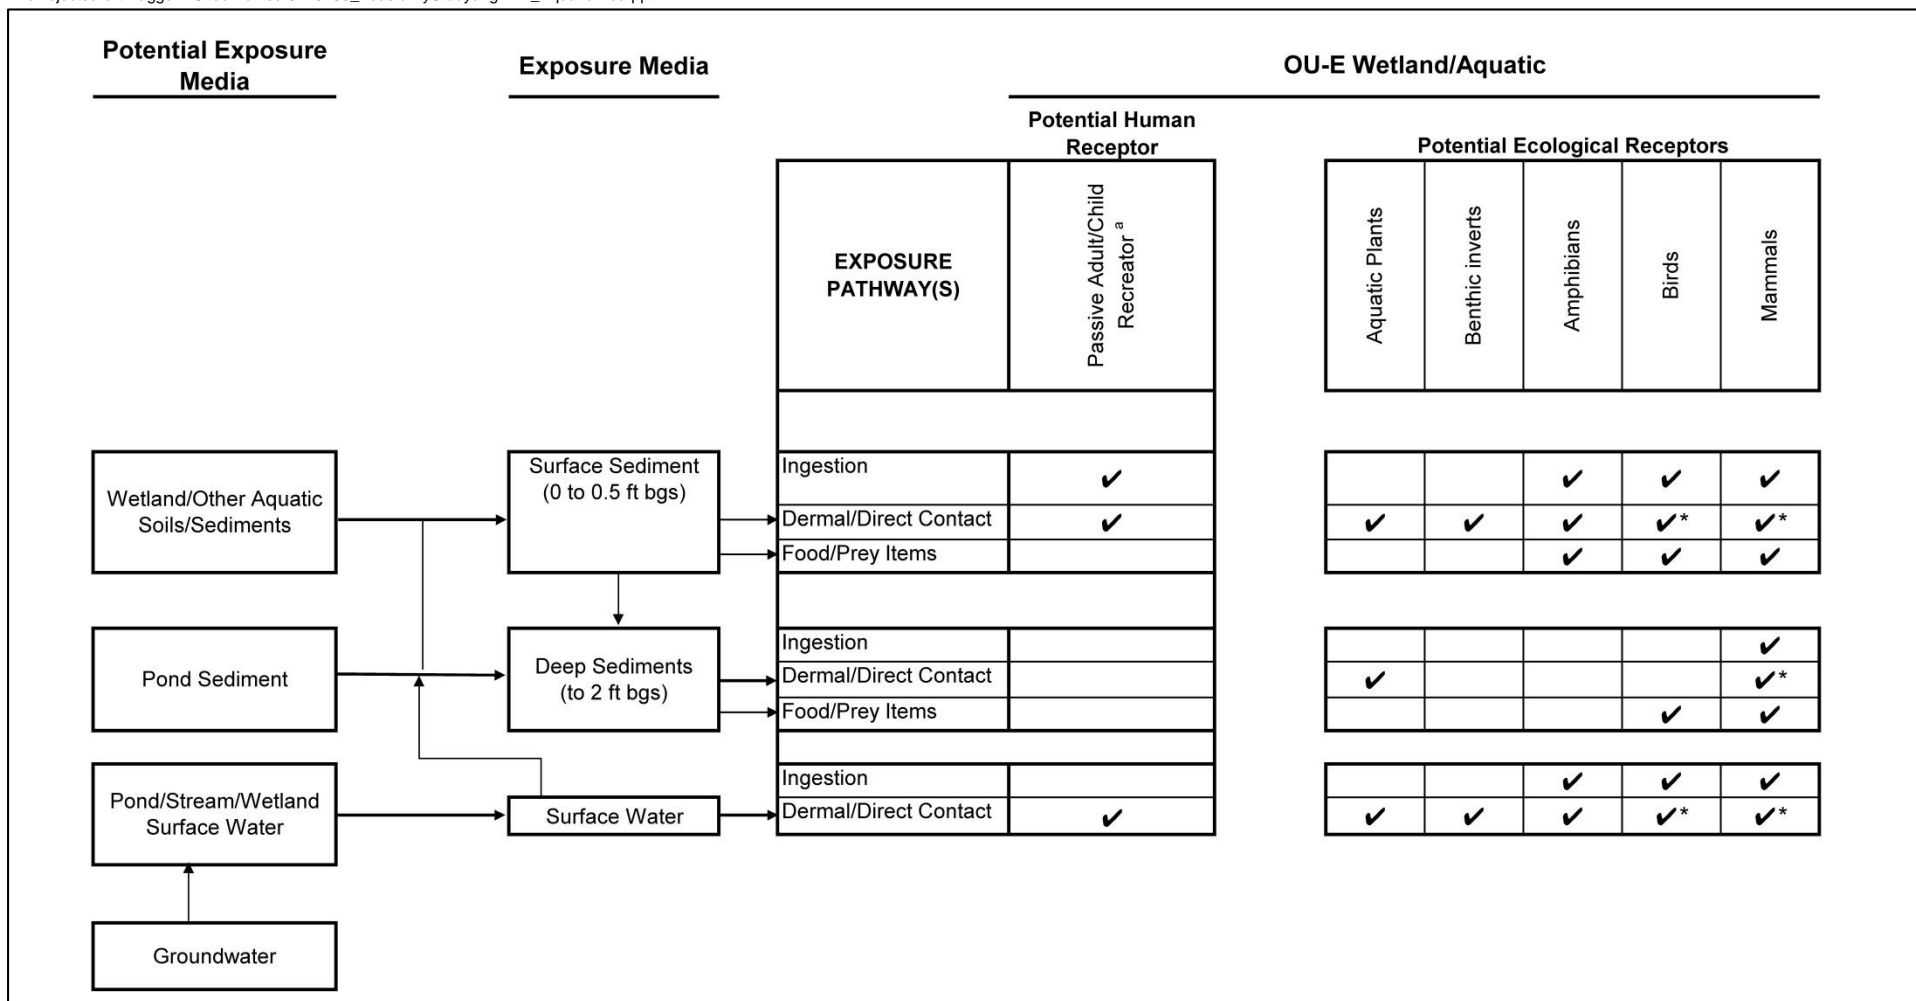 Potential Exposure
Media
Exposure Media
OU-E Wetland/Aquatic
Potential Human
Receptor
Potential Ecological Receptors
EXPOSURE
PATHWAY(S)
Passive Adult/Child
Recreator a
Aquatic Plants
Benthic inverts
Amphibians
Birds
Mammals
Wetland/Other Aquatic
Soils/Sediments
Surface Sediment
(0 to 0.5 ft bgs)
Ingestion ✔ ✔ ✔ ✔
Dermal/Direct Contact ✔ ✔ ✔ ✔ ✔* ✔*
Food/Prey Items ✔ ✔ ✔
Pond Sediment
Deep Sediments
(to 2 ft bgs)
Ingestion ✔
Dermal/Direct Contact ✔ ✔*
Food/Prey Items ✔ ✔
Pond/Stream/Wetland
Surface Water
Surface Water
Ingestion ✔ ✔ ✔
Dermal/Direct Contact ✔ ✔ ✔ ✔ ✔* ✔*
Groundwater